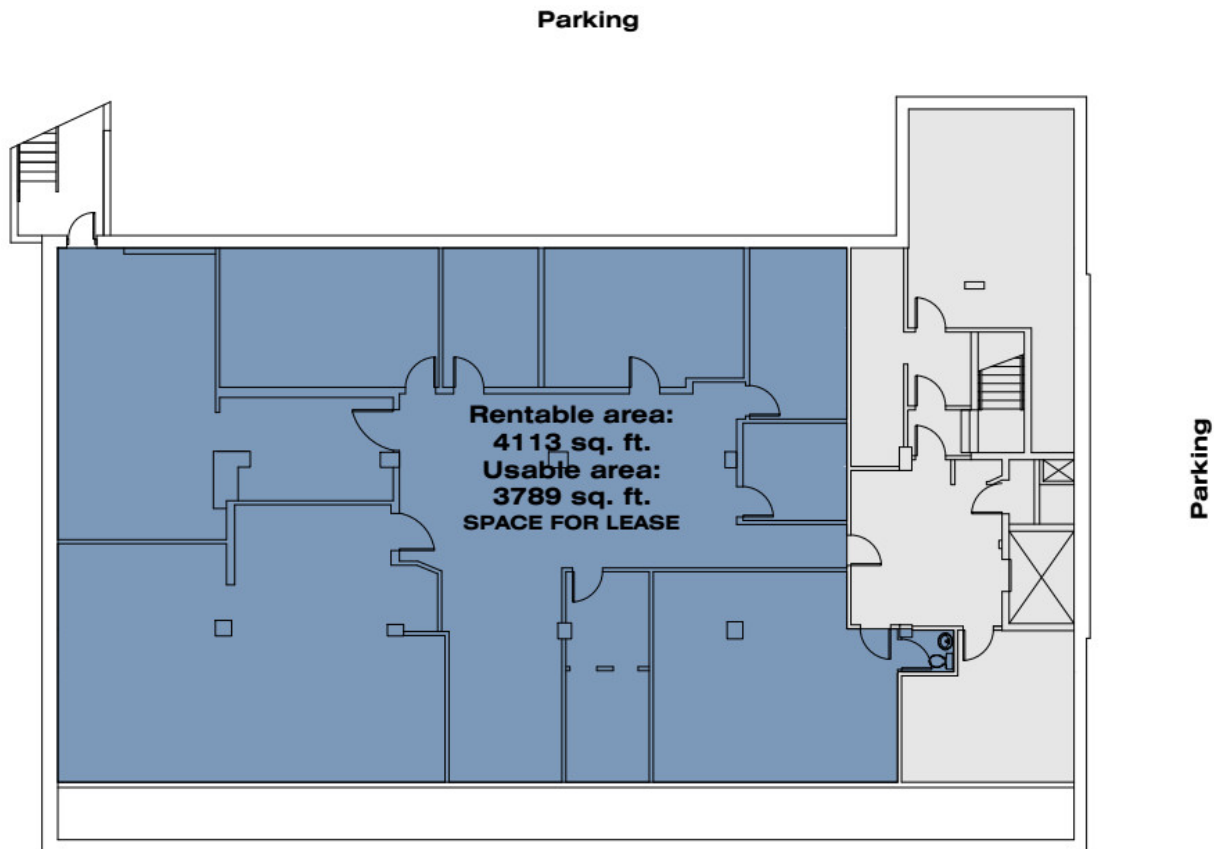 Parking
Rentable area:
4113 sq. ft.
Usable area:
3789 sq. ft.
SPACE FOR LEASE
Parking